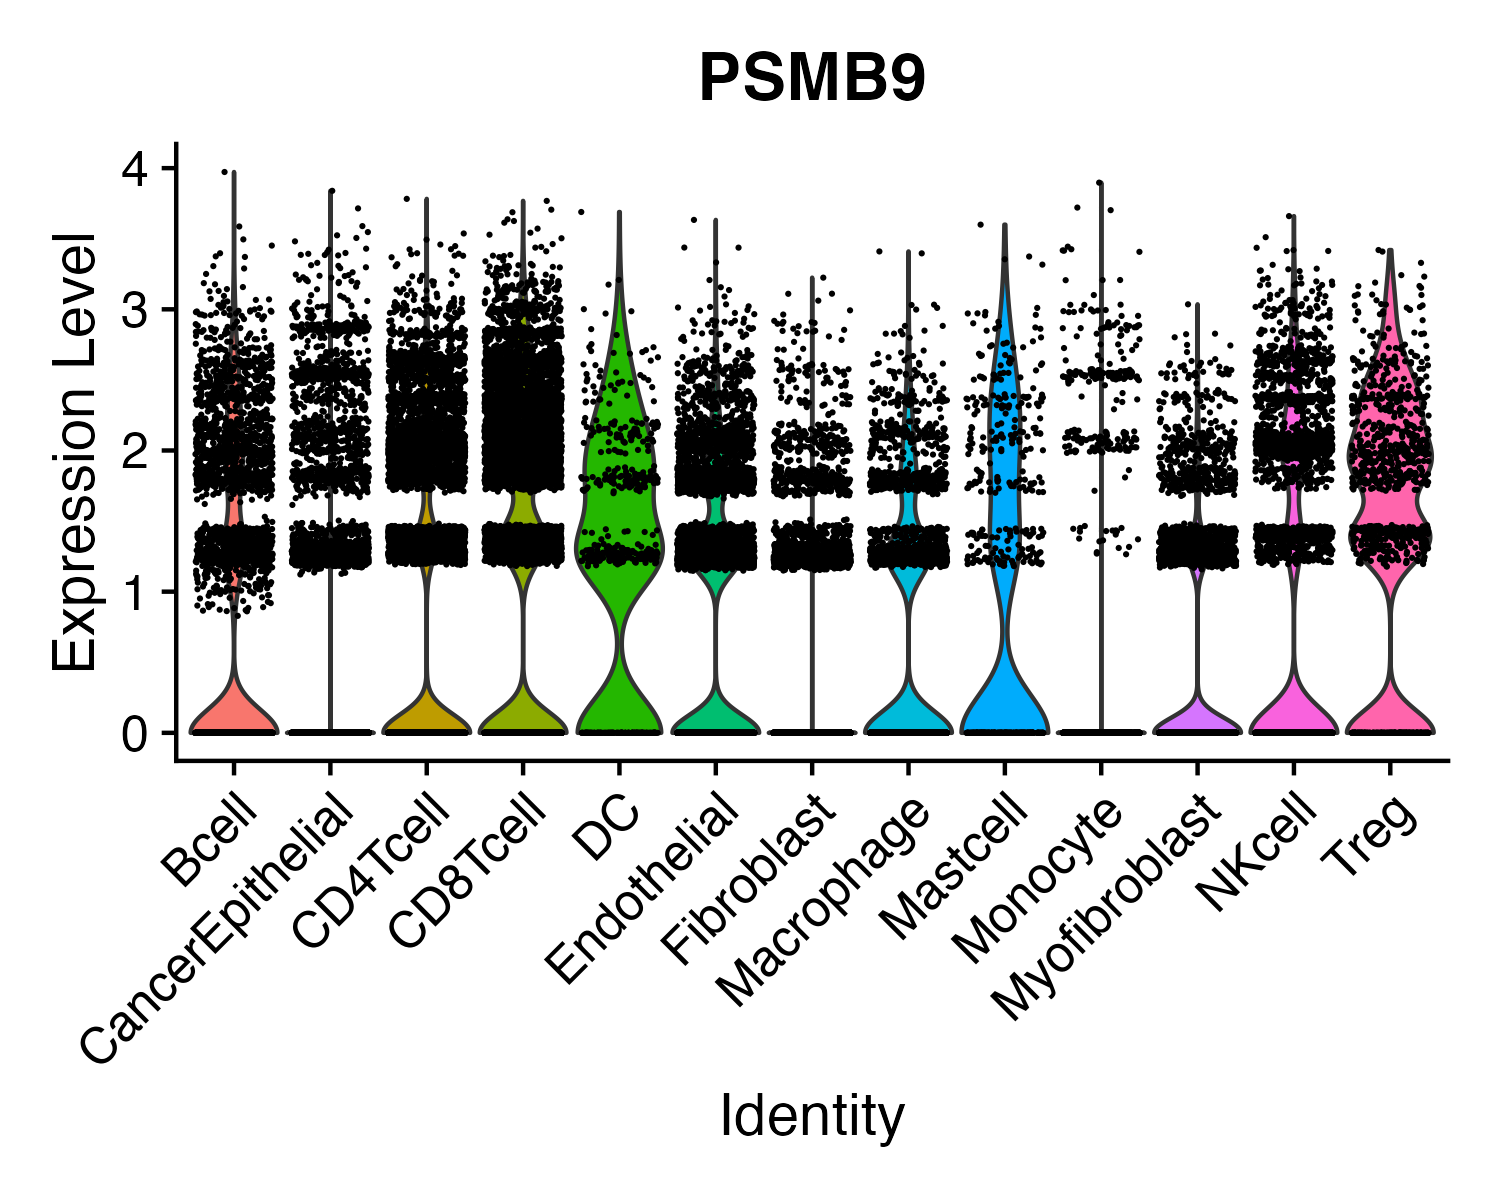 PSMB9
Expression Level
4
3
2
1
0
Bcell
CancerEpithelial
CD4Tcell
CD8Tcell
DC
Endothelial
Fibroblast
Macrophage
Mastcell
Monocyte
Myofibroblast
NKcell
Treg
Identity